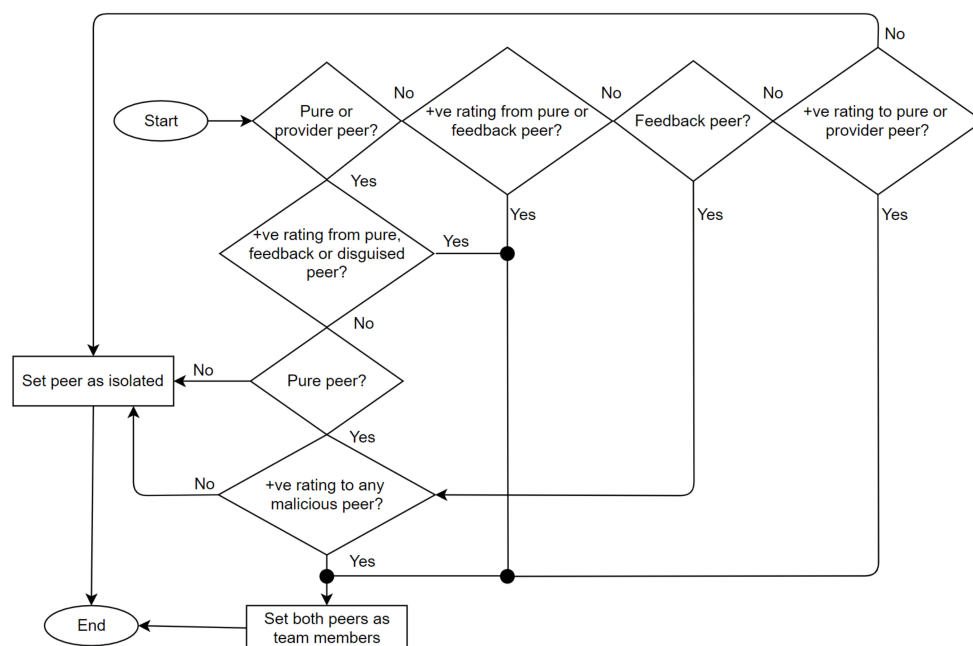 No
Pure or
provider peer?
No
+ve rating from pure or
feedback peer?
No
Feedback peer?
No
+ve rating to pure or
provider peer?
Start
Yes
Yes
Yes
Yes
+ve rating from pure,
feedback or disguised
peer?
Yes
No
Set peer as isolated
No
Pure peer?
Yes
No
+ve rating to any
malicious peer?
Yes
End
Set both peers as
team members